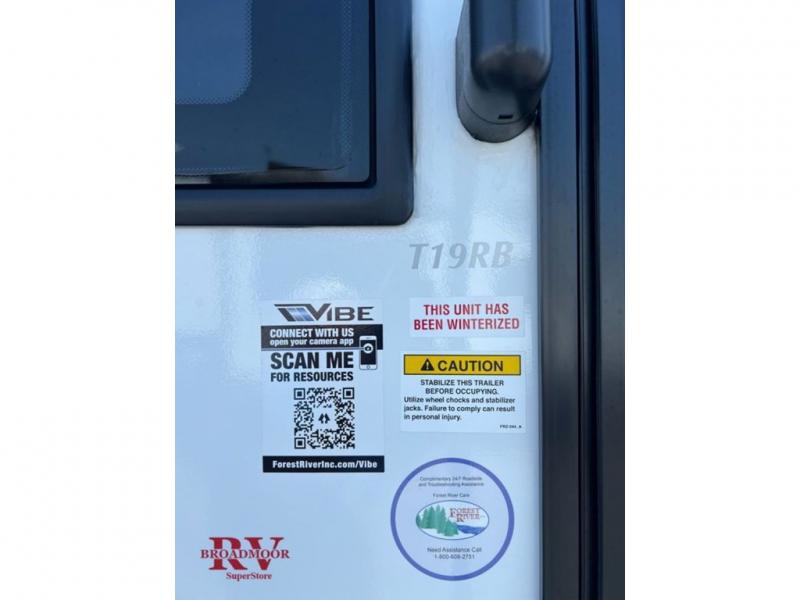 T19RB
VIBE
CONNECT WITH US
open your camera app
SCAN ME
FOR RESOURCES
ForestRiverInc.com/Vibe
THIS UNIT HAS
BEEN WINTERIZED
CAUTION
STABILIZE THIS TRAILER
BEFORE OCCUPYING.
Utilize wheel chocks and stabilizer
jacks. Failure to comply can result
in personal injury.
Complimentary 24/7 Roadside
and Troubleshooting Assistance
Forest River Care
FOREST
RIVER
Need Assistance Call
1-800-608-2751
RV
BROADMOOR
SuperStore